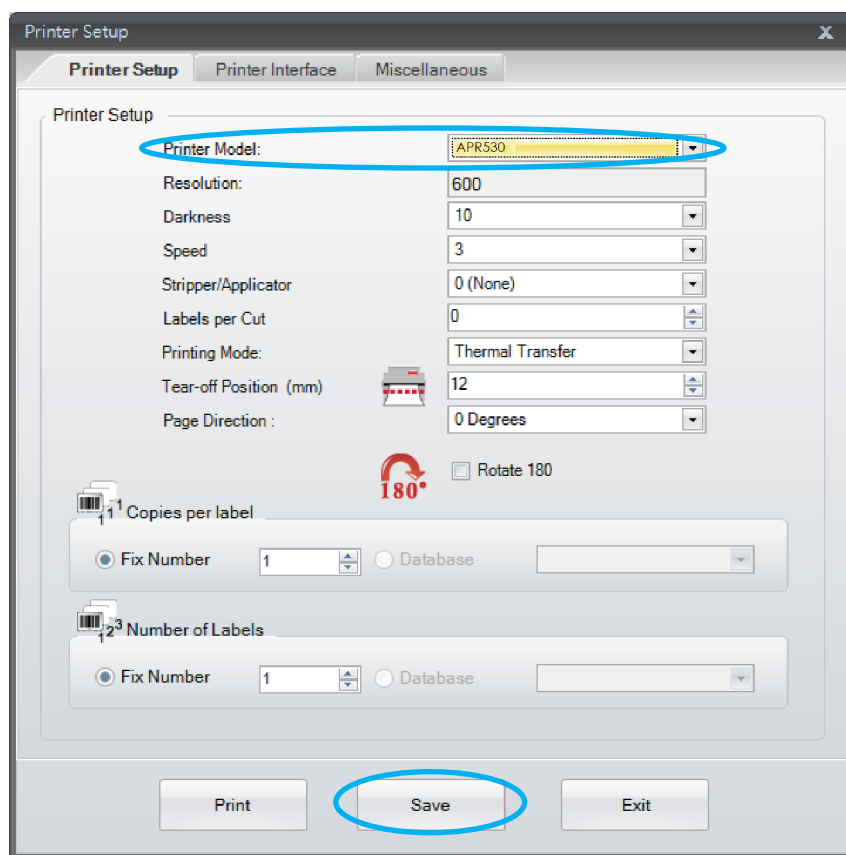 Printer Setup X
Printer Setup Printer Interface Miscellaneous
Printer Setup
Printer Model: APR530
Resolution: 600
Darkness 10
Speed 3
Stripper/Applicator 0 (None)
Labels per Cut 0
Printing Mode: Thermal Transfer
Tear-off Position (mm) 12
Page Direction : 0 Degrees
180° Rotate 180
1 1 1 Copies per label
Fix Number 1 Database
1 2 3 Number of Labels
Fix Number 1 Database
Print Save Exit